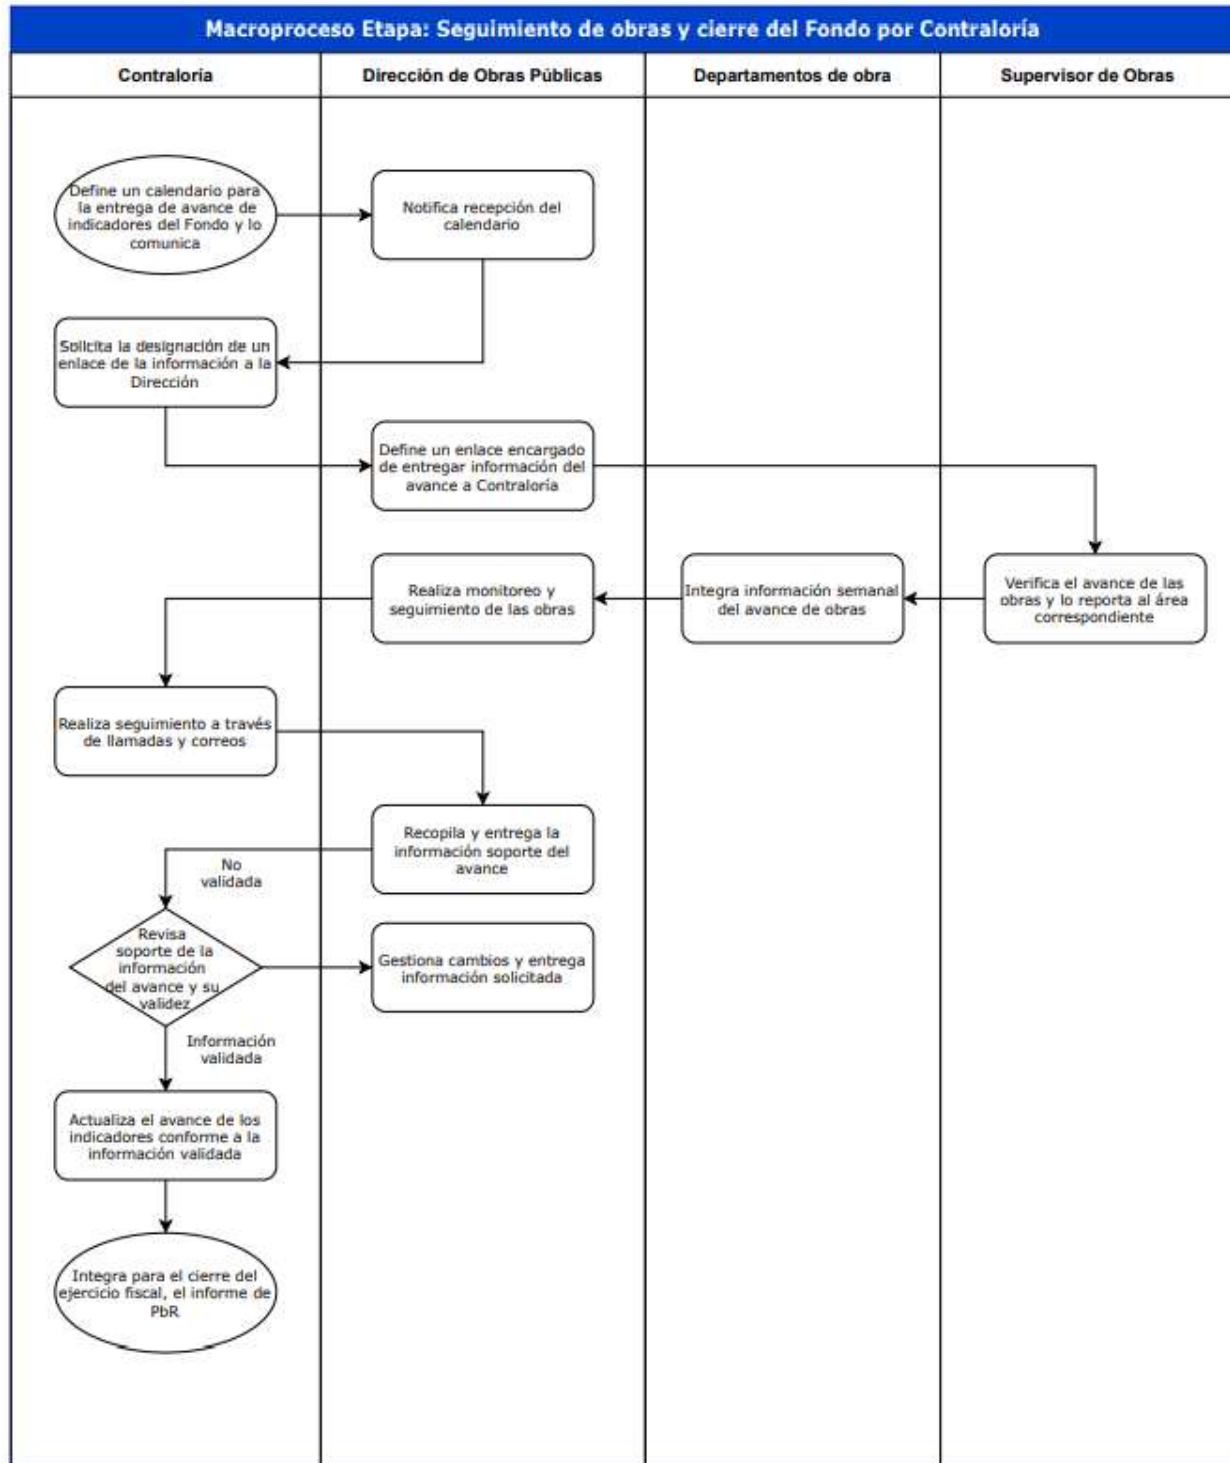 Macroproceso Etapa: Seguimiento de obras y cierre del Fondo por Contraloría
Contraloría
Dirección de Obras Públicas
Departamentos de obra
Supervisor de Obras
Define un calendario para
la entrega de avance de
indicadores del Fondo y lo
comunica
Notifica recepción del
calendario
Solicita la designación de un
enlace de la información a la
Dirección
Define un enlace encargado
de entregar información del
avance a Contraloría
Realiza monitoreo y
seguimiento de las obras
Integra información semanal
del avance de obras
Verifica el avance de las
obras y lo reporta al área
correspondiente
Realiza seguimiento a través
de llamadas y correos
Recopila y entrega la
información soporte del
avance
No
validada
Revisa
soporte de la
información
del avance y su
validez
Gestiona cambios y entrega
información solicitada
Información
validada
Actualiza el avance de los
indicadores conforme a la
información validada
Integra para el cierre del
ejercicio fiscal, el informe de
PbR